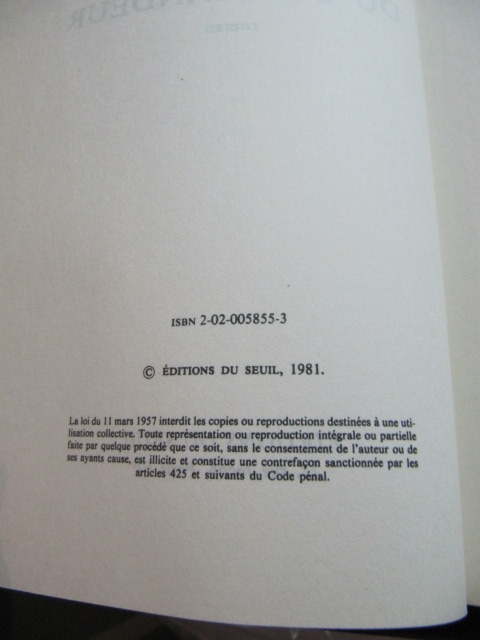 ISBN 2-02-005855-3
© ÉDITIONS DU SEUIL, 1981.
La loi du 11 mars 1957 interdit les copies ou reproductions destinées à une uti-
lisation collective. Toute représentation ou reproduction intégrale ou partielle
faite par quelque procédé que ce soit, sans le consentement de l'auteur ou de
ses ayants cause, est illicite et constitue une contrefaçon sanctionnée par les
articles 425 et suivants du Code pénal.